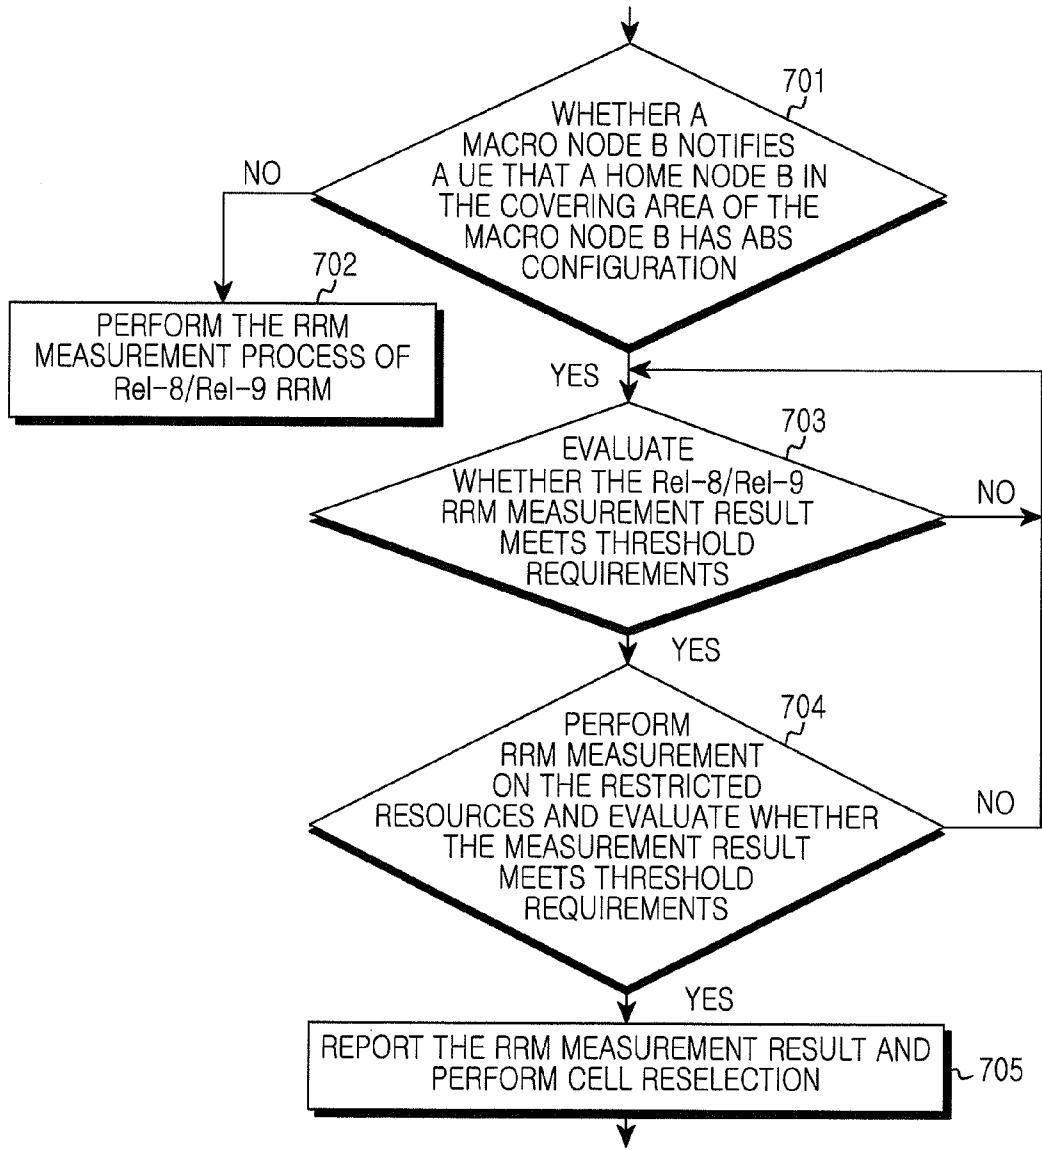 701
WHETHER A
MACRO NODE B NOTIFIES
A UE THAT A HOME NODE B IN
THE COVERING AREA OF THE
MACRO NODE B HAS ABS
CONFIGURATION
NO
702
PERFORM THE RRM
MEASUREMENT PROCESS OF
Rel-8/Rel-9 RRM
YES
703
EVALUATE
WHETHER THE Rel-8/Rel-9
RRM MEASUREMENT RESULT
MEETS THRESHOLD
REQUIREMENTS
NO
YES
704
PERFORM
RRM MEASUREMENT
ON THE RESTRICTED
RESOURCES AND EVALUATE WHETHER
THE MEASUREMENT RESULT
MEETS THRESHOLD
REQUIREMENTS
NO
YES
REPORT THE RRM MEASUREMENT RESULT AND
PERFORM CELL RESELECTION
705